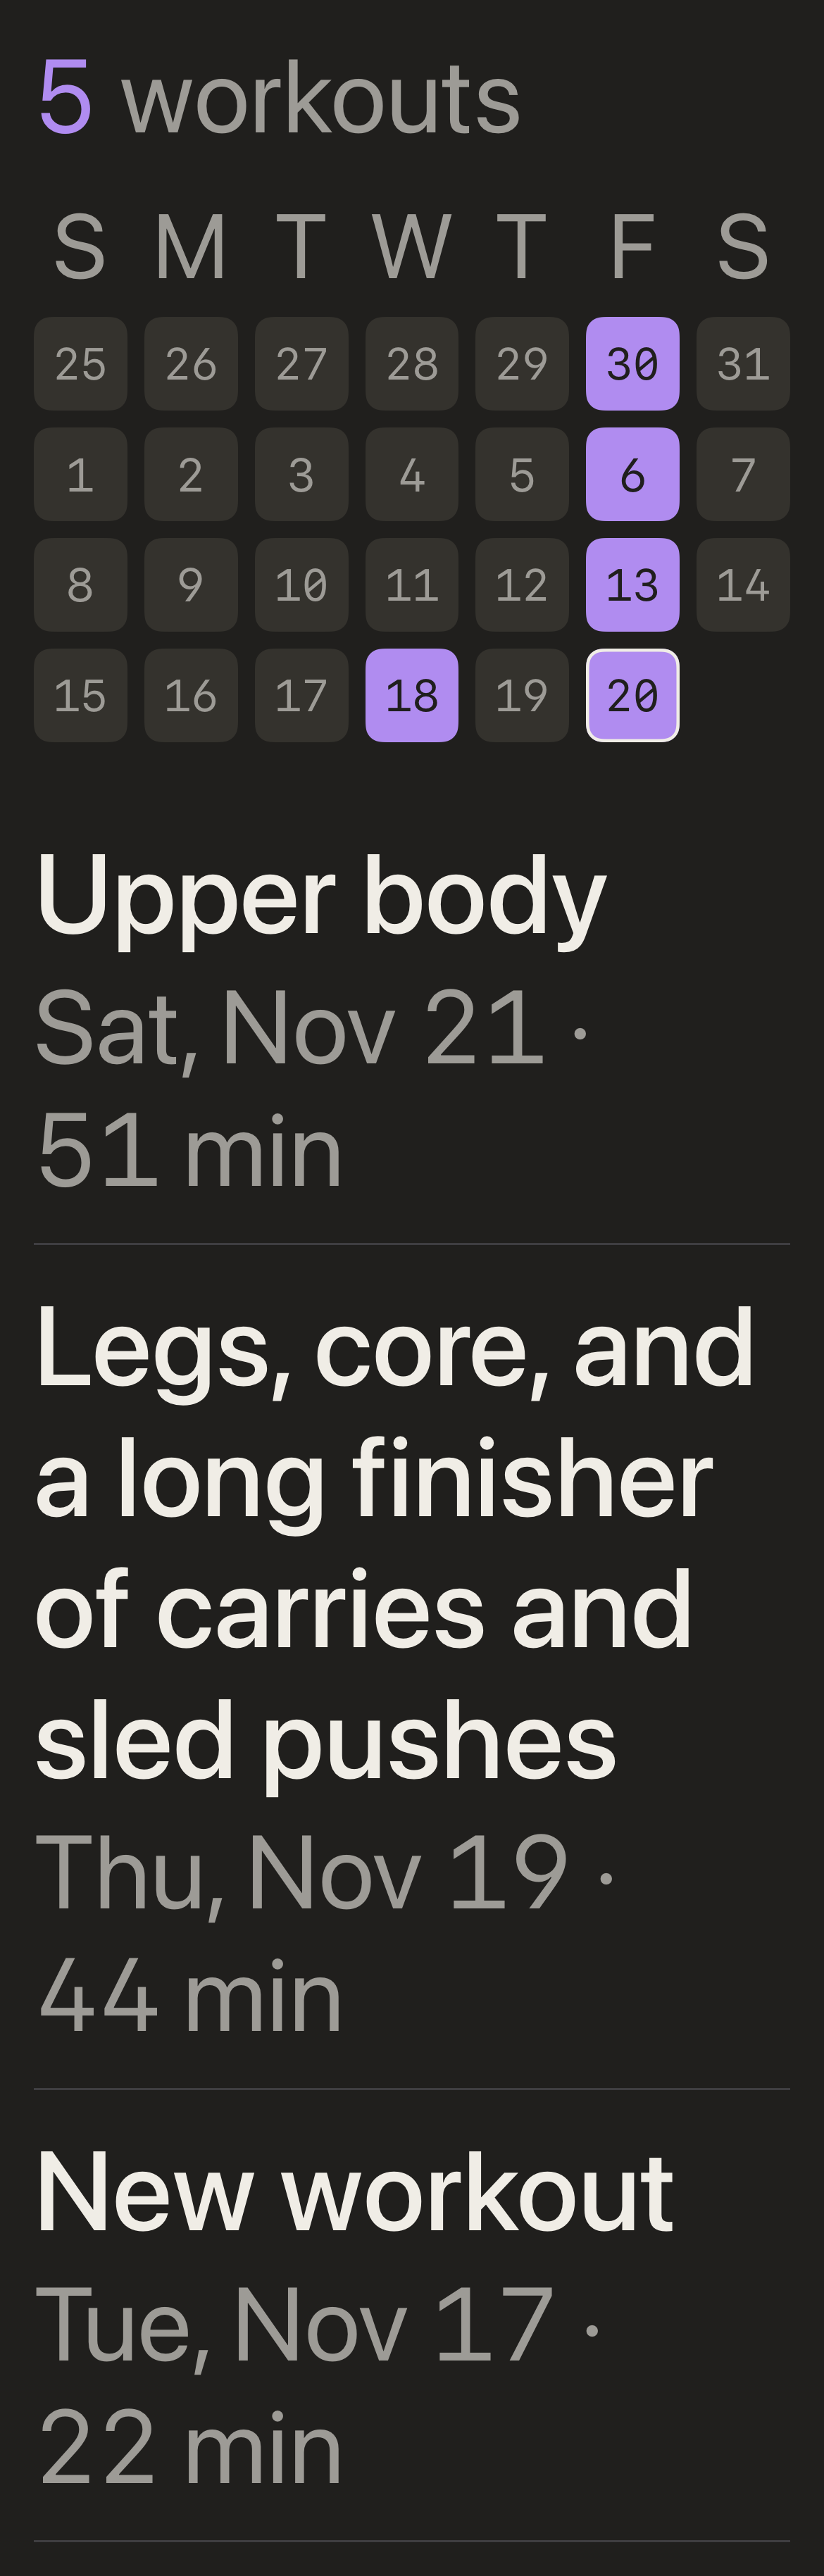 5 workouts
S M T W T F S
25 26 27 28 29 30 31
1 2 3 4 5 6 7
8 9 10 11 12 13 14
15 16 17 18 19 20
Upper body
Sat, Nov 21 ·
51 min
Legs, core, and
a long finisher
of carries and
sled pushes
Thu, Nov 19 ·
44 min
New workout
Tue, Nov 17 ·
22 min